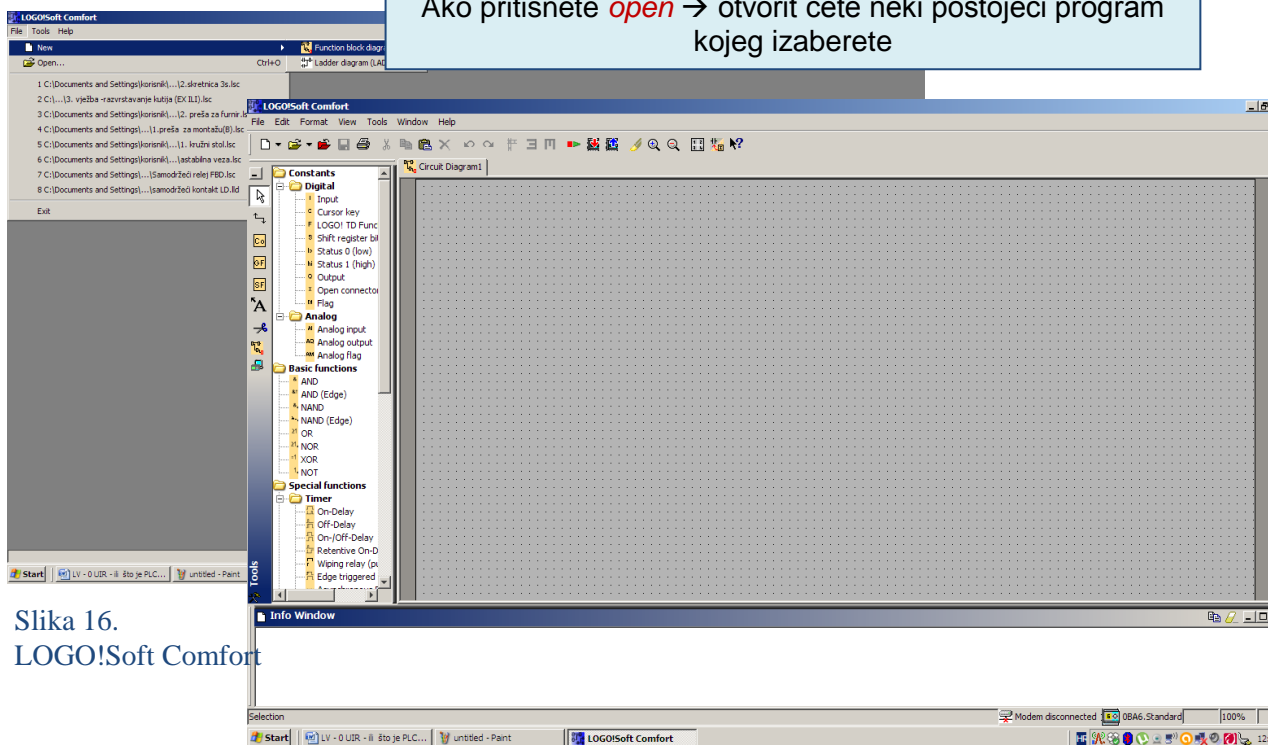 Ako pritisnete open → otvorit ćete neki postojeći program
kojeg izaberete
LOGO!Soft Comfort
File Tools Help
New
Function block diagr
Open... Ctrl+O
Ladder diagram (LAD
1 C:\Documents and Settings\korisnik\...\2.skretnica 3s.lsc
2 C:\...\3. vježba -razvrstavanje kutija (EX ILI).lsc
3 C:\Documents and Settings\korisnik\...\2. preša za furnir.ls
4 C:\Documents and Settings\...\1.preša za montažu(B).lsc
5 C:\Documents and Settings\korisnik\...\1. kružni stol.lsc
6 C:\Documents and Settings\korisnik\...\astabilna veza.lsc
7 C:\Documents and Settings\...\Samodržeći relej FBD.lsc
8 C:\Documents and Settings\...\samodržeći kontakt LD.lld
Exit
Start LV - 0 UIR - ili što je PLC... untitled - Paint
LOGO!Soft Comfort
File Edit Format View Tools Window Help
Circuit Diagram1
Co
GF
SF
A
Tools
Constants
Digital
Input
Cursor key
LOGO! TD Func
Shift register bi
Status 0 (low)
Status 1 (high)
Output
Open connecto
Flag
Analog
Analog input
Analog output
Analog flag
Basic functions
AND
AND (Edge)
NAND
NAND (Edge)
OR
NOR
XOR
NOT
Special functions
Timer
On-Delay
Off-Delay
On-/Off-Delay
Retentive On-D
Wiping relay (pu
Edge triggered
Info Window
Selection
Modem disconnected 0BA6.Standard 100%
Start LV - 0 UIR - ili što je PLC... untitled - Paint LOGO!Soft Comfort HR 12:
Slika 16.
LOGO!Soft Comfort